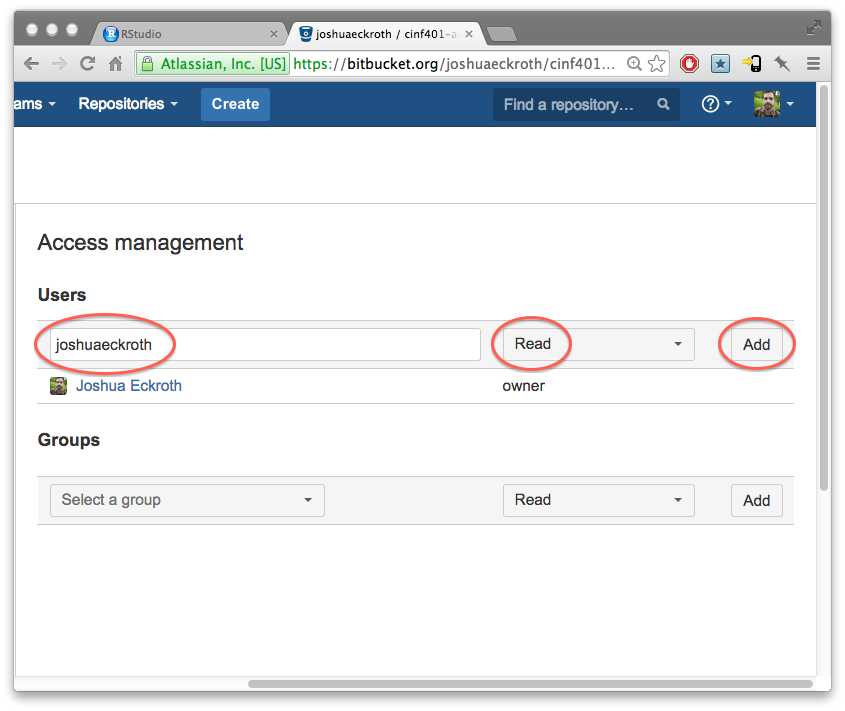 RStudio
joshuaeckroth / cinf401-a
Atlassian, Inc. [US] https://bitbucket.org/joshuaeckroth/cinf401...
ams Repositories Create Find a repository...
Access management
Users
joshuaeckroth Read Add
Joshua Eckroth owner
Groups
Select a group Read Add